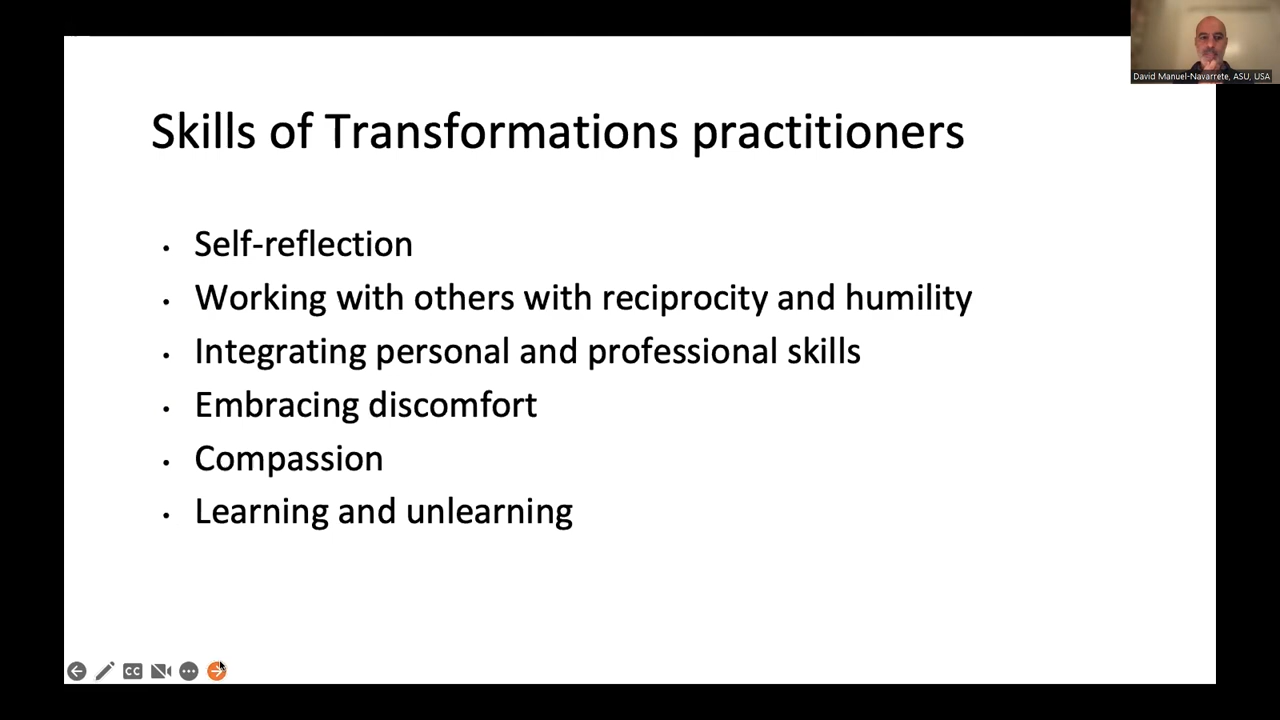 David Manuel-Navarrete, ASU, USA
Skills of Transformations practitioners
• Self-reflection
• Working with others with reciprocity and humility
• Integrating personal and professional skills
• Embracing discomfort
• Compassion
• Learning and unlearning
CC